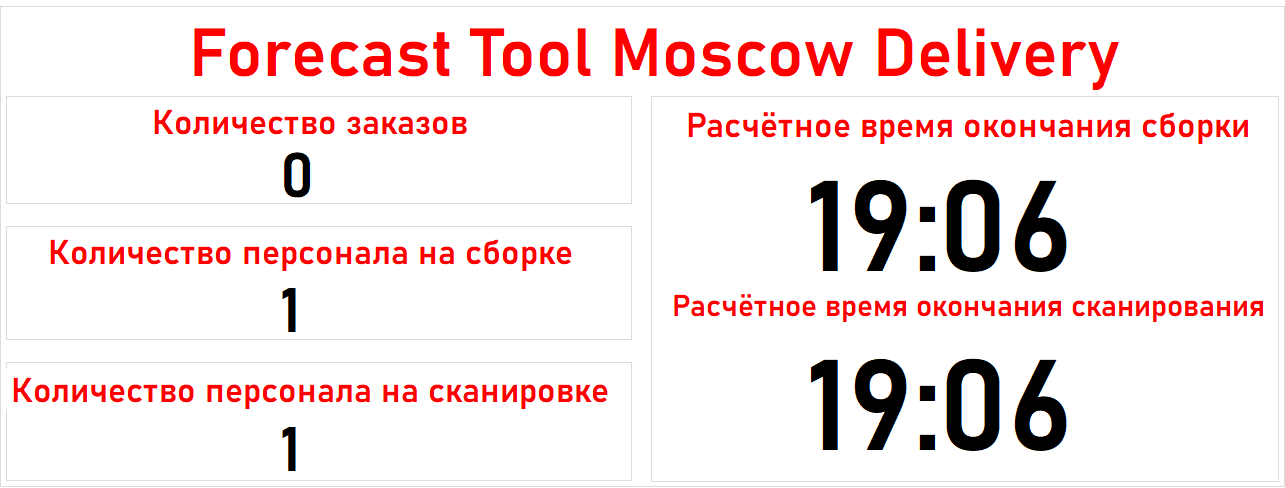 Forecast Tool Moscow Delivery
Количество заказов
0
Количество персонала на сборке
1
Количество персонала на сканировке
1
Расчётное время окончания сборки
19:06
Расчётное время окончания сканирования
19:06